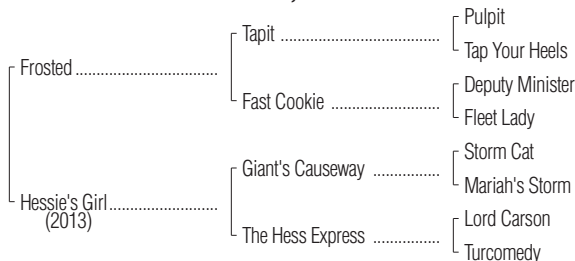 Pulpit
Tapit
Tap Your Heels
Frosted
Deputy Minister
Fast Cookie
Fleet Lady
Storm Cat
Giant's Causeway
Mariah's Storm
Hessie's Girl
(2013)
Lord Carson
The Hess Express
Turcomedy